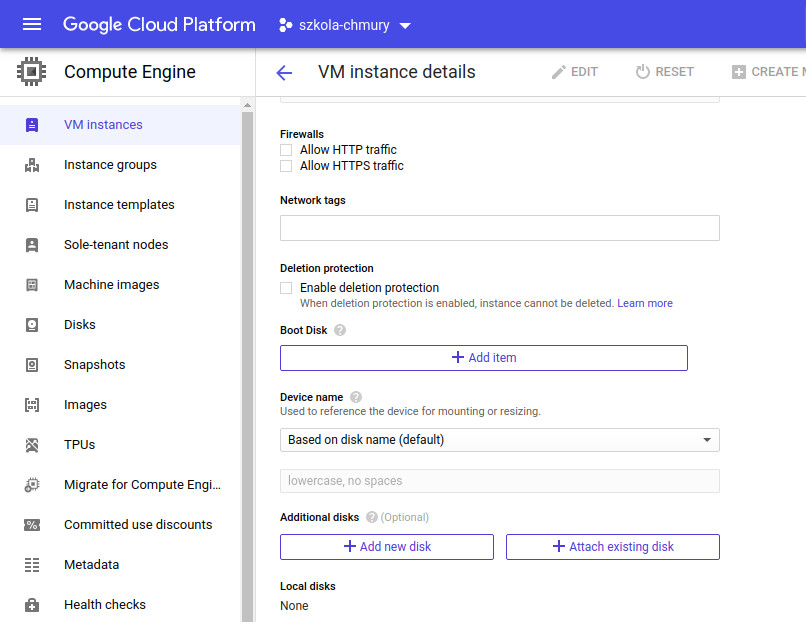 Google Cloud Platform
szkola-chmury
Compute Engine
VM instance details
EDIT
RESET
CREATE M
VM instances
Instance groups
Instance templates
Sole-tenant nodes
Machine images
Disks
Snapshots
Images
TPUs
Migrate for Compute Engi...
Committed use discounts
Metadata
Health checks
Firewalls
Allow HTTP traffic
Allow HTTPS traffic
Network tags
Deletion protection
Enable deletion protection
When deletion protection is enabled, instance cannot be deleted. Learn more
Boot Disk ?
+ Add item
Device name ?
Used to reference the device for mounting or resizing.
Based on disk name (default)
lowercase, no spaces
Additional disks ? (Optional)
+ Add new disk
+ Attach existing disk
Local disks
None